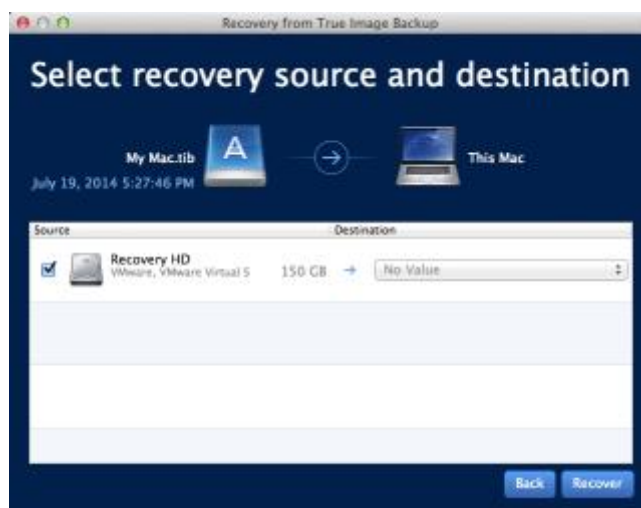 Recovery from True Image Backup
Select recovery source and destination
My Mac.tib
July 19, 2014 5:27:46 PM
This Mac
Source Destination
Recovery HD
VMware, VMware Virtual S 150 GB No Value
Back Recover